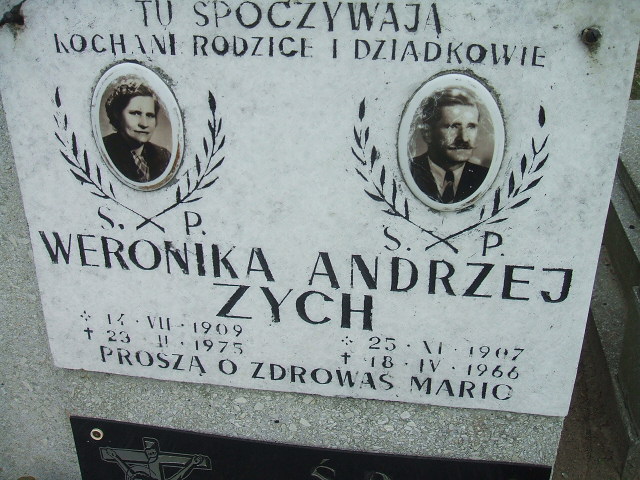 TU SPOCZYWAJĄ
KOCHANI RODZICE I DZIADKOWIE
Ś. P. Ś. P.
WERONIKA ANDRZEJ
ZYCH
* 14 · VII · 1909 * 25 · XI · 1907
† 23 II · 1975 † 18 · IV · 1966
PROSZĄ O ZDROWAŚ MARIO
Ś.P.